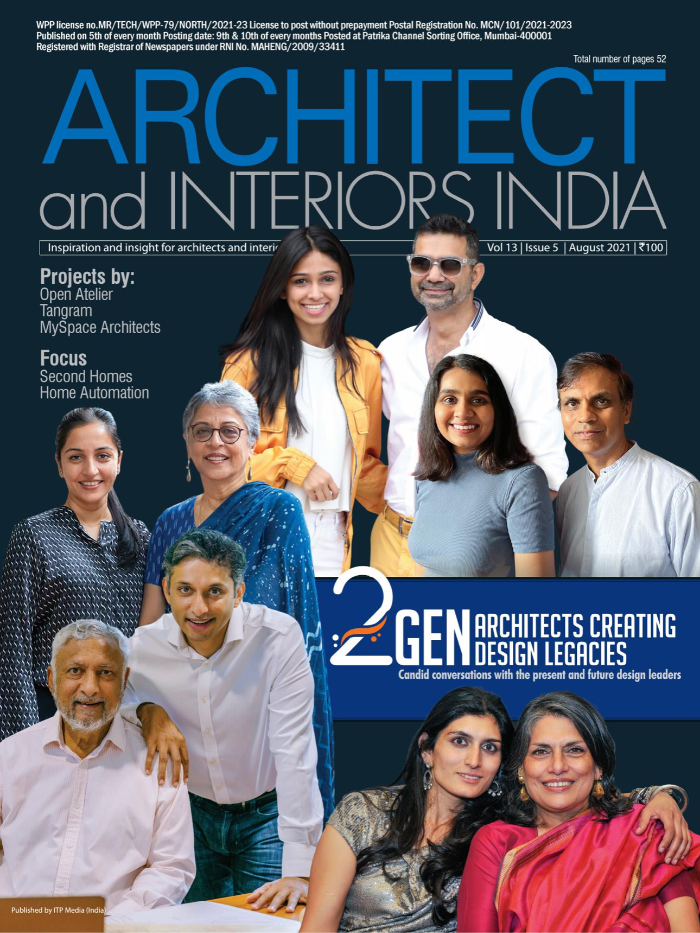 WPP license no.MR/TECH/WPP-79/NORTH/2021-23 License to post without prepayment Postal Registration No. MCN/101/2021-2023
Published on 5th of every month Posting date: 9th & 10th of every months Posted at Patrika Channel Sorting Office, Mumbai-400001
Registered with Registrar of Newspapers under RNI No. MAHENG/2009/33411
Total number of pages 52
ARCHITECT
and INTERIORS INDIA
Inspiration and insight for architects and interi
Vol 13 | Issue 5 | August 2021 | ₹100
Projects by:
Open Atelier
Tangram
MySpace Architects
Focus
Second Homes
Home Automation
2GEN ARCHITECTS CREATING
DESIGN LEGACIES
Candid conversations with the present and future design leaders
Published by ITP Media (India)